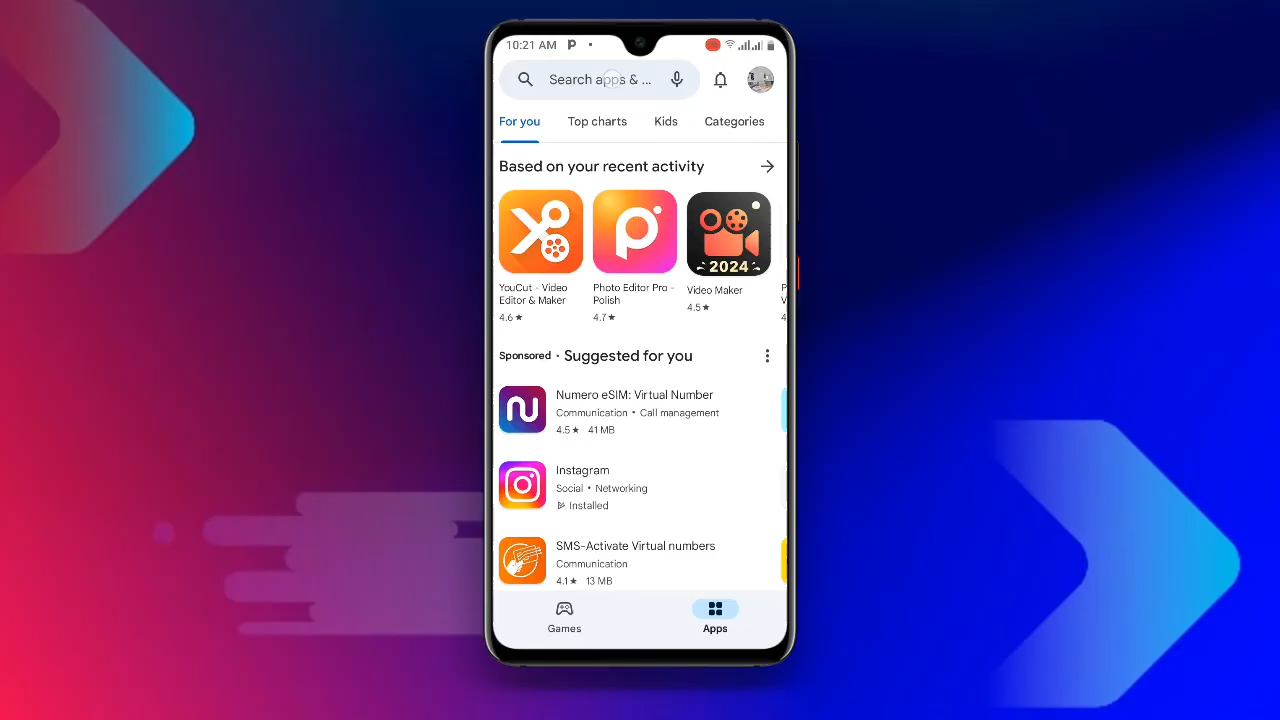 10:21 AM
Search apps & ...
For you Top charts Kids Categories
Based on your recent activity
2024
YouCut - Video
Editor & Maker
4.6★
Photo Editor Pro -
Polish
4.7★
Video Maker
4.5★
P
V
4
Sponsored • Suggested for you
Numero eSIM: Virtual Number
Communication • Call management
4.5★ 41 MB
Instagram
Social • Networking
Installed
SMS-Activate Virtual numbers
Communication
4.1★ 13 MB
Games Apps